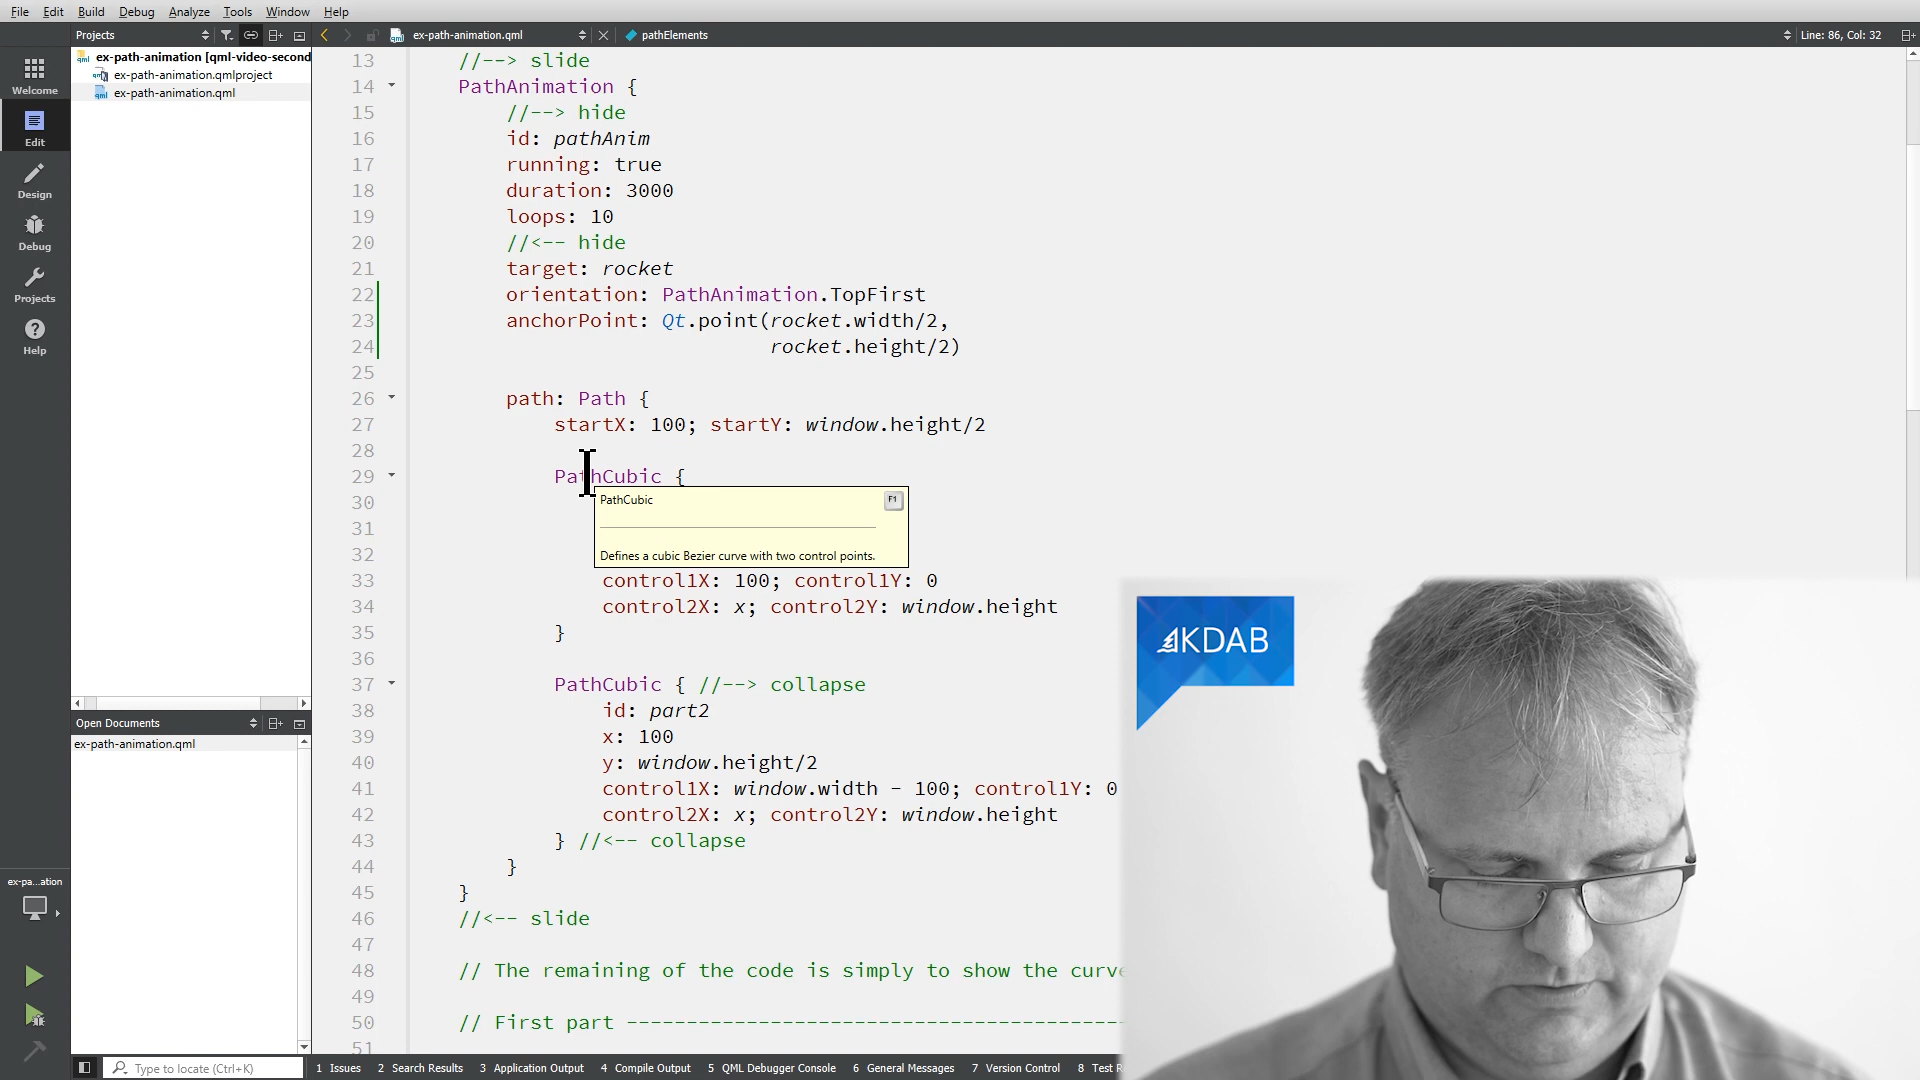 File Edit Build Debug Analyze Tools Window Help
Projects
ex-path-animation.qml
pathElements
Line: 86, Col: 32
ex-path-animation [qml-video-second
ex-path-animation.qmlproject
ex-path-animation.qml
Welcome
Edit
Design
Debug
Projects
Help
Open Documents
ex-path-animation.qml
ex-pa...ation
13 //--> slide
14 PathAnimation {
15 //--> hide
16 id: pathAnim
17 running: true
18 duration: 3000
19 loops: 10
20 //<-- hide
21 target: rocket
22 orientation: PathAnimation.TopFirst
23 anchorPoint: Qt.point(rocket.width/2,
24 rocket.height/2)
25
26 path: Path {
27 startX: 100; startY: window.height/2
28
29 PathCubic {
30
31
32
PathCubic
F1
Defines a cubic Bezier curve with two control points.
33 control1X: 100; control1Y: 0
34 control2X: x; control2Y: window.height
35 }
36
37 PathCubic { //--> collapse
38 id: part2
39 x: 100
40 y: window.height/2
41 control1X: window.width - 100; control1Y: 0
42 control2X: x; control2Y: window.height
43 } //<-- collapse
44 }
45 }
46 //<-- slide
47
48 // The remaining of the code is simply to show the curve
49
50 // First part -----------------------------------------
51
KDAB
Type to locate (Ctrl+K)
1 Issues 2 Search Results 3 Application Output 4 Compile Output 5 QML Debugger Console 6 General Messages 7 Version Control 8 Test R